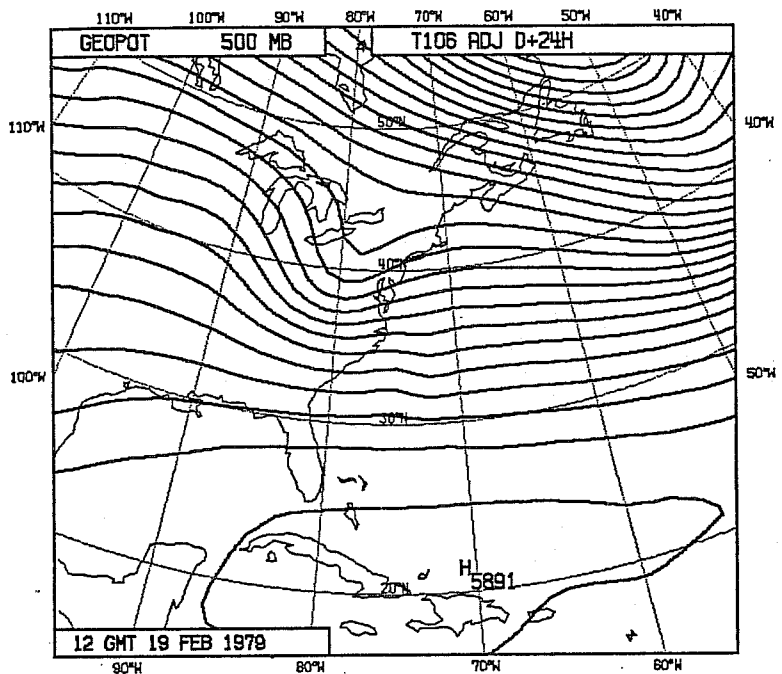 110°W 100°W 90°W 80°W 70°W 60°W 50°W 40°W
GEOPOT 500 MB T106 ADJ D+24H
50°N
110°W 40°W
40°N
100°W 50°W
30°N
H
5891
20°N
12 GMT 19 FEB 1979
90°W 80°W 70°W 60°W